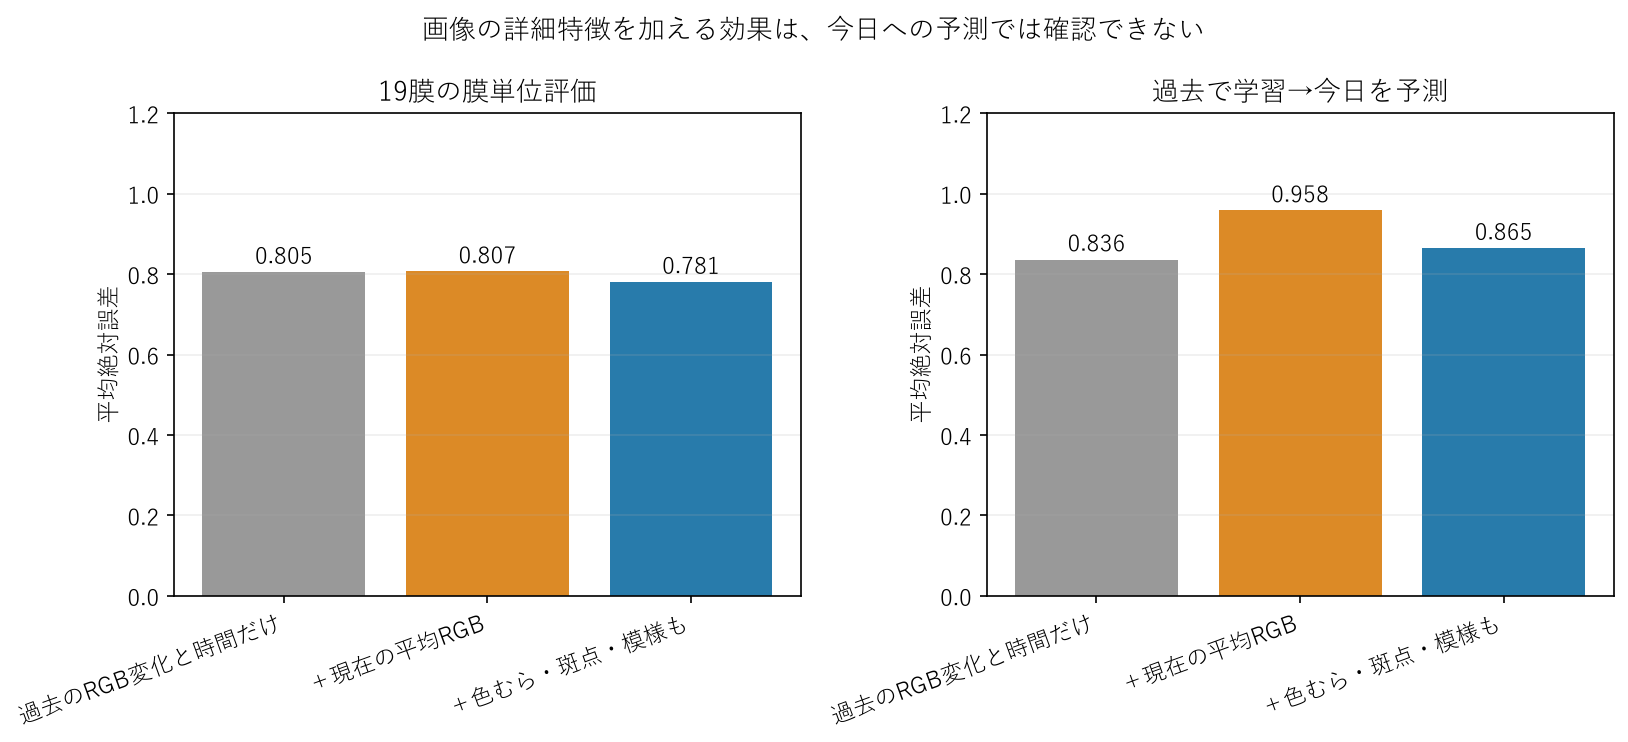 画像の詳細特徴を加える効果は、今日への予測では確認できない
19膜の膜単位評価
平均絶対誤差
1.2
1.0
0.8
0.6
0.4
0.2
0.0
0.805
0.807
0.781
過去のRGB変化と時間だけ
＋現在の平均RGB
＋色むら・斑点・模様も
過去で学習→今日を予測
平均絶対誤差
1.2
1.0
0.8
0.6
0.4
0.2
0.0
0.836
0.958
0.865
過去のRGB変化と時間だけ
＋現在の平均RGB
＋色むら・斑点・模様も